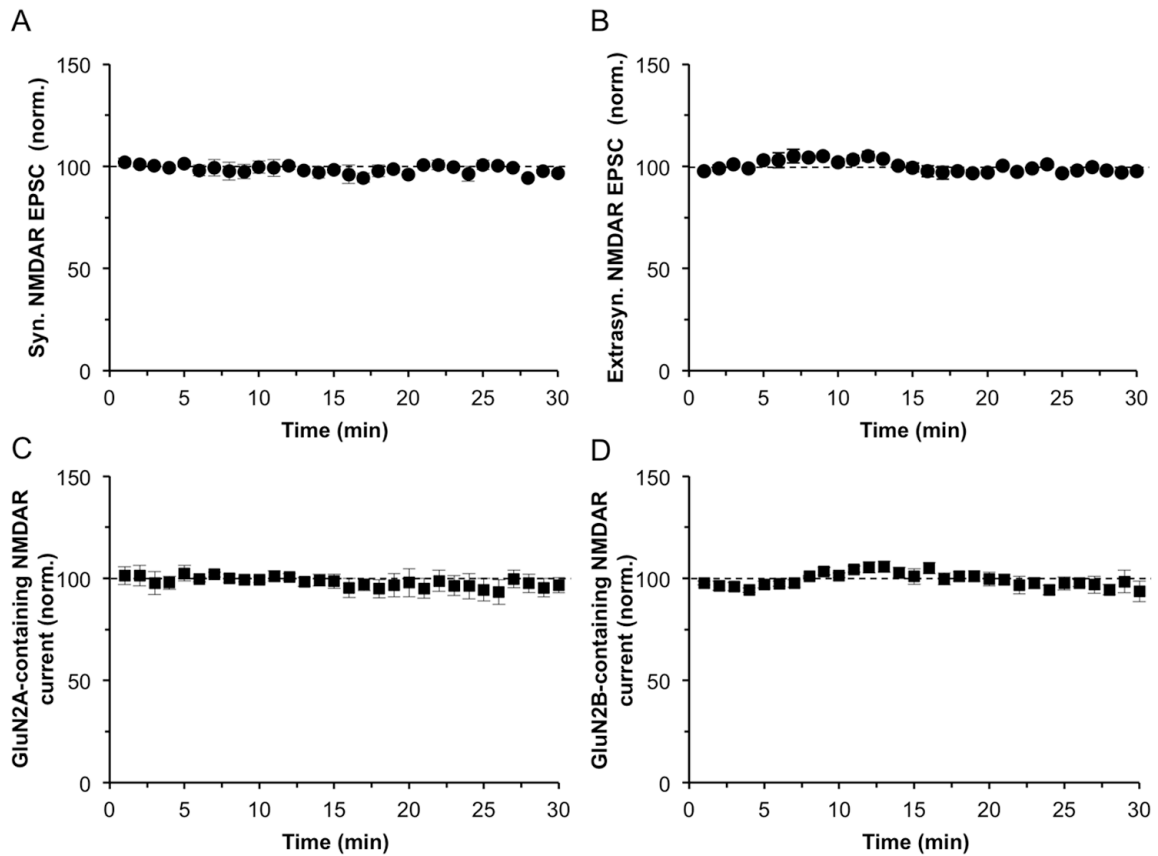 A
Syn. NMDAR EPSC (norm.)
150
100
50
0
0 5 10 15 20 25 30
Time (min)
B
Extrasyn. NMDAR EPSC (norm.)
150
100
50
0
0 5 10 15 20 25 30
Time (min)
C
GluN2A-containing NMDAR
current (norm.)
150
100
50
0
0 5 10 15 20 25 30
Time (min)
D
GluN2B-containing NMDAR
current (norm.)
150
100
50
0
0 5 10 15 20 25 30
Time (min)